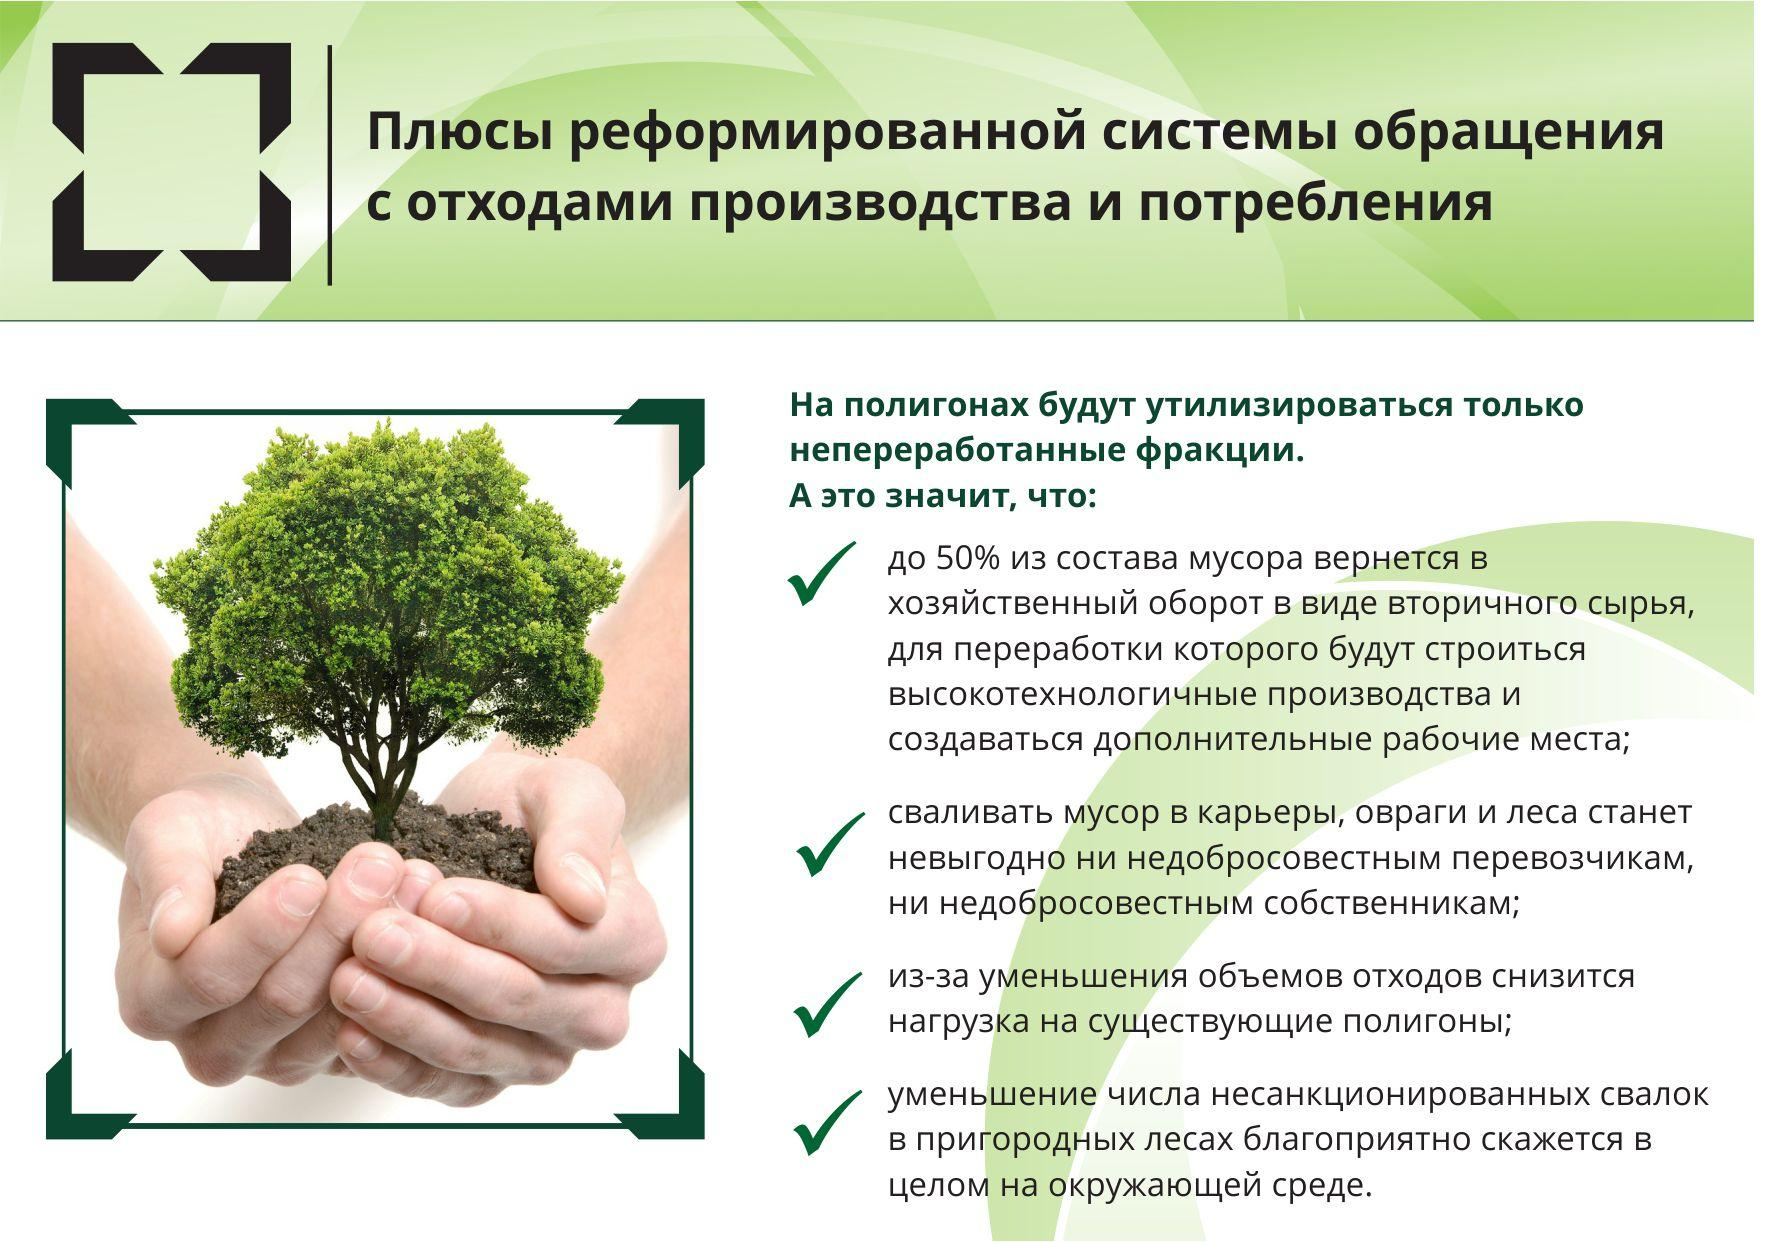 Плюсы реформированной системы обращения
с отходами производства и потребления
На полигонах будут утилизироваться только
непереработанные фракции.
А это значит, что:
до 50% из состава мусора вернется в
хозяйственный оборот в виде вторичного сырья,
для переработки которого будут строиться
высокотехнологичные производства и
создаваться дополнительные рабочие места;
сваливать мусор в карьеры, овраги и леса станет
невыгодно ни недобросовестным перевозчикам,
ни недобросовестным собственникам;
из-за уменьшения объемов отходов снизится
нагрузка на существующие полигоны;
уменьшение числа несанкционированных свалок
в пригородных лесах благоприятно скажется в
целом на окружающей среде.